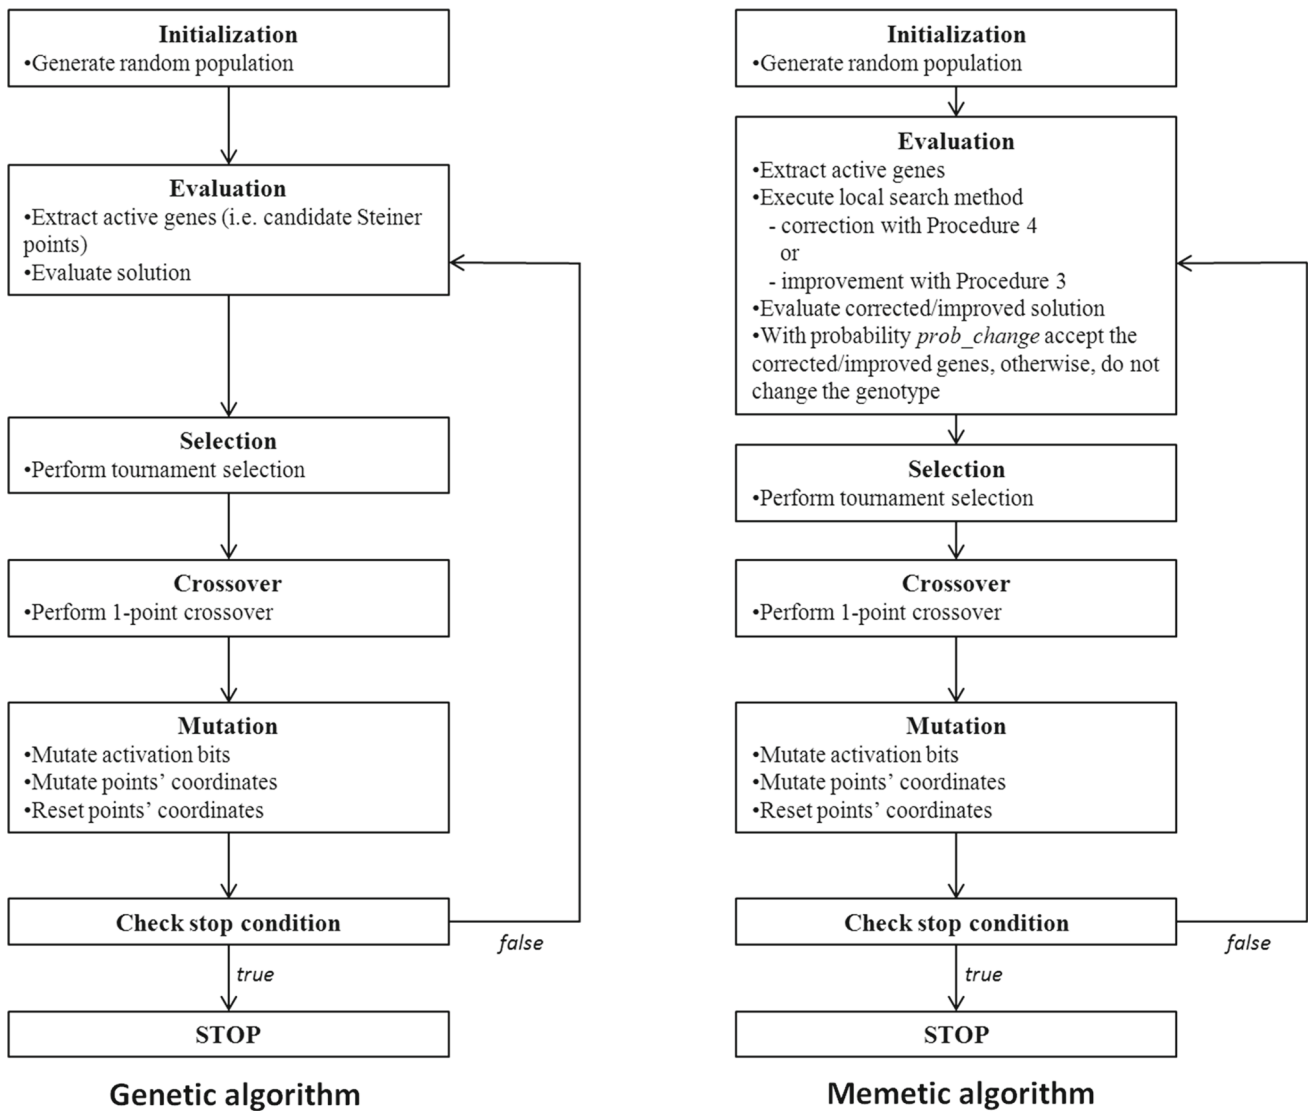 Initialization
•Generate random population
Evaluation
•Extract active genes (i.e. candidate Steiner
points)
•Evaluate solution
Selection
•Perform tournament selection
Crossover
•Perform 1-point crossover
Mutation
•Mutate activation bits
•Mutate points’ coordinates
•Reset points’ coordinates
Check stop condition
false
true
STOP
Genetic algorithm
Initialization
•Generate random population
Evaluation
•Extract active genes
•Execute local search method
- correction with Procedure 4
or
- improvement with Procedure 3
•Evaluate corrected/improved solution
•With probability prob_change accept the
corrected/improved genes, otherwise, do not
change the genotype
Selection
•Perform tournament selection
Crossover
•Perform 1-point crossover
Mutation
•Mutate activation bits
•Mutate points’ coordinates
•Reset points’ coordinates
Check stop condition
false
true
STOP
Memetic algorithm